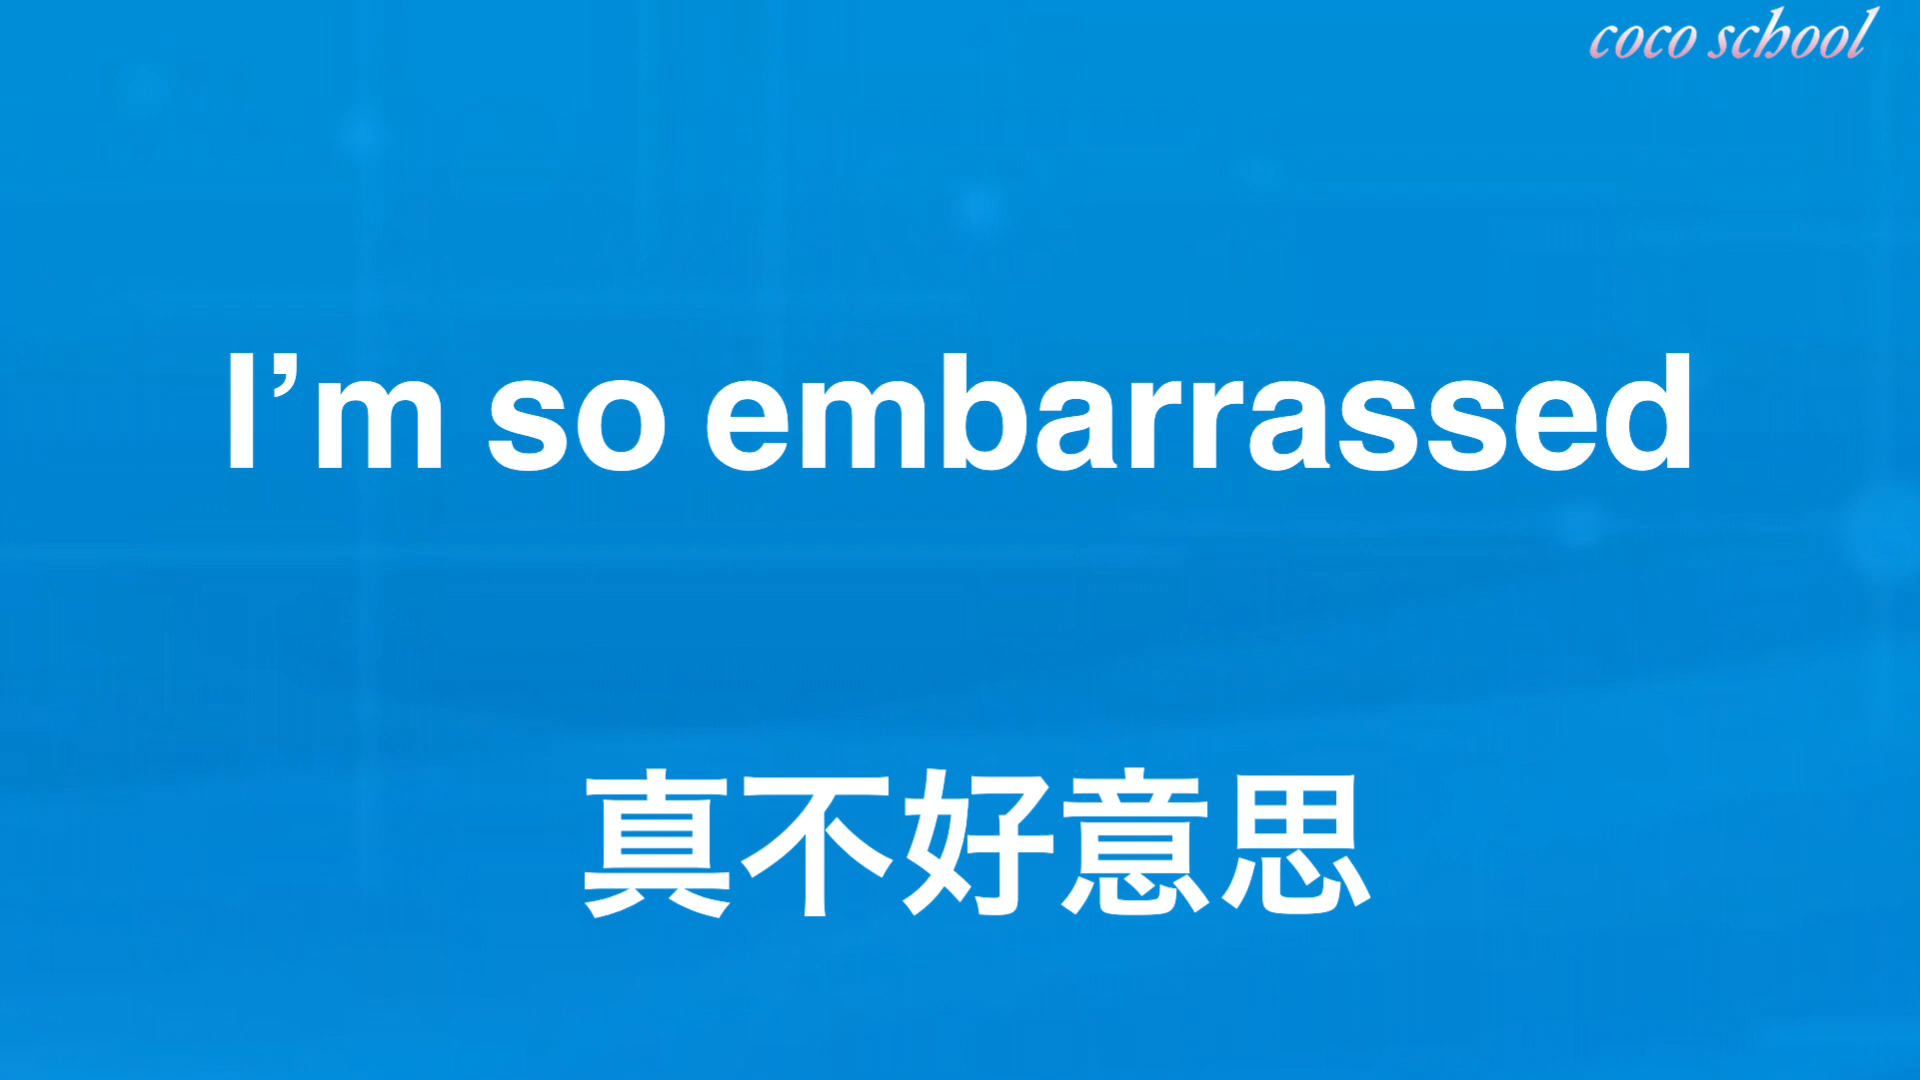 coco school
I’m so embarrassed
真不好意思